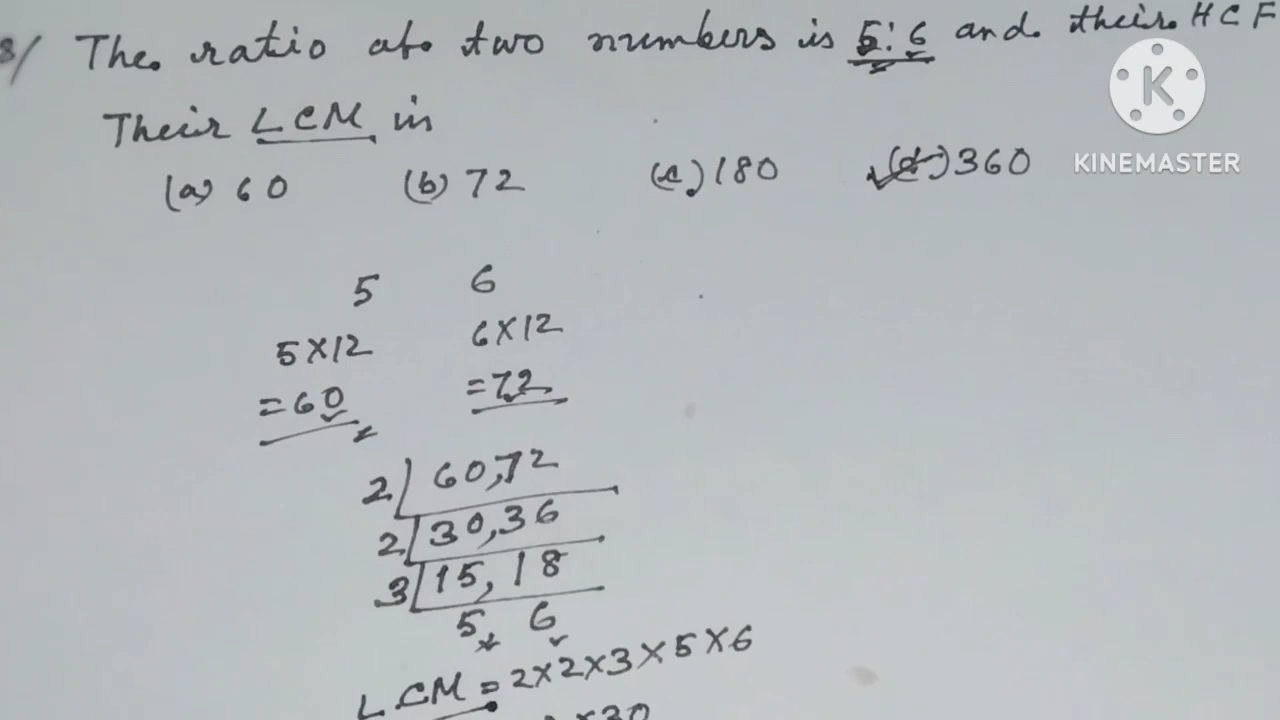 3/ The ratio of two numbers is 5:6 and their HCF
Their LCM is
(a) 60 (b) 72 (c) 180 (d) 360
K
KINEMASTER
5 6
5×12 6×12
=60 =72
2 60,72
2 30,36
3 15,18
5 6
LCM = 2×2×3×5×6
×30